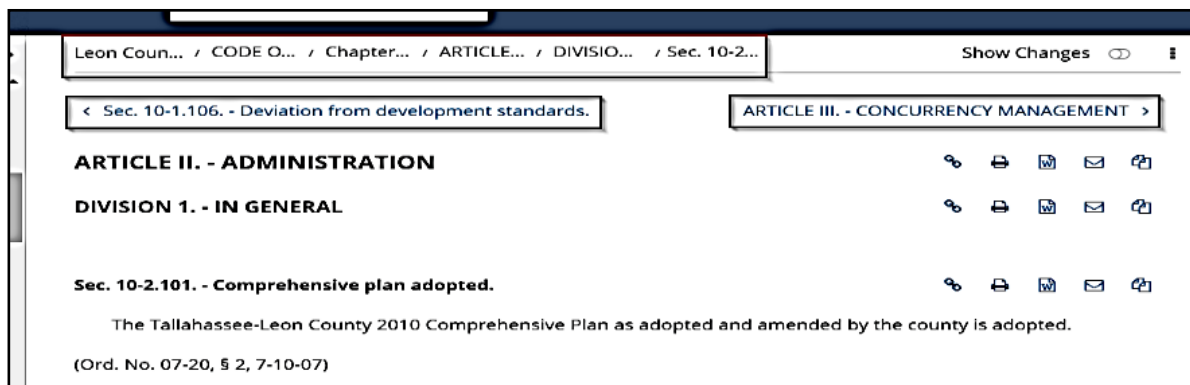 Leon Coun... / CODE O... / Chapter... / ARTICLE... / DIVISIO... / Sec. 10-2... Show Changes
< Sec. 10-1.106. - Deviation from development standards. ARTICLE III. - CONCURRENCY MANAGEMENT >
ARTICLE II. - ADMINISTRATION
DIVISION 1. - IN GENERAL
Sec. 10-2.101. - Comprehensive plan adopted.
The Tallahassee-Leon County 2010 Comprehensive Plan as adopted and amended by the county is adopted.
(Ord. No. 07-20, § 2, 7-10-07)